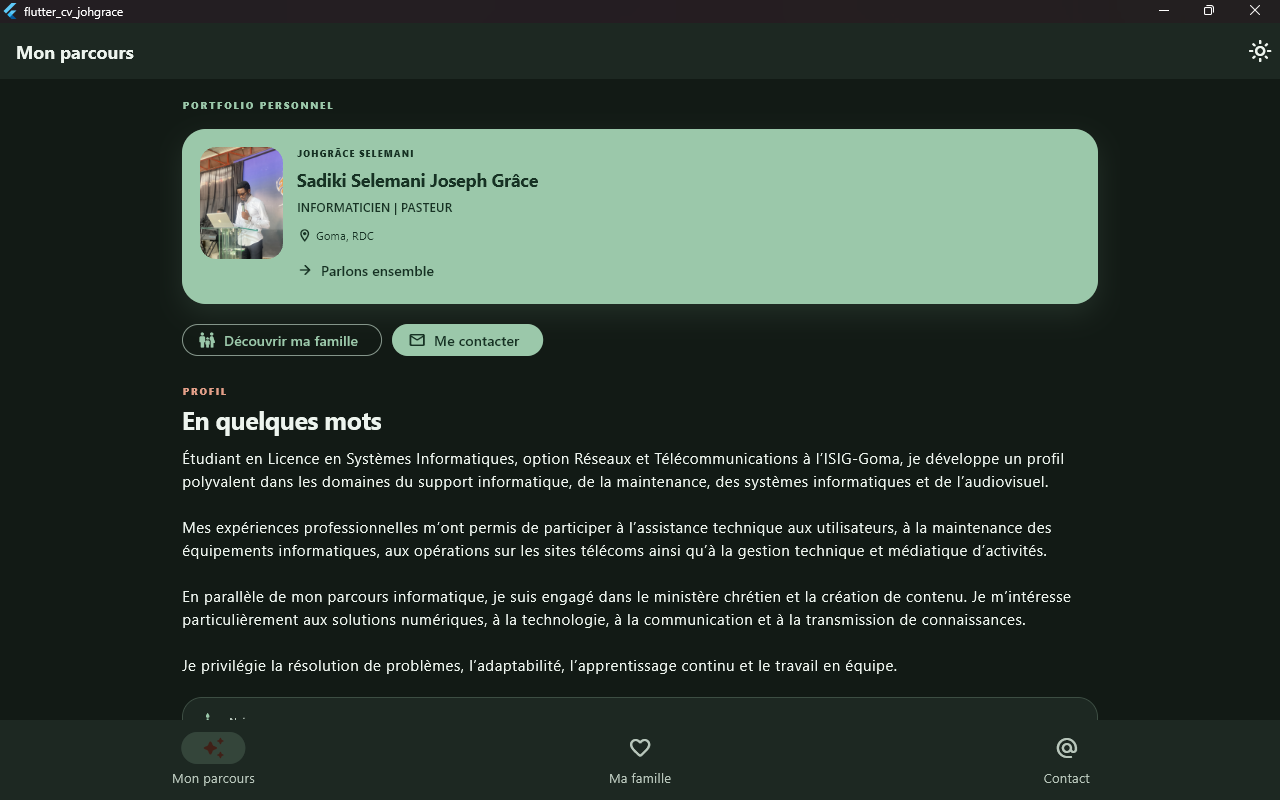 flutter_cv_johgrace
Mon parcours
PORTFOLIO PERSONNEL
JOHGRÂCE SELEMANI
Sadiki Selemani Joseph Grâce
INFORMATICIEN | PASTEUR
Goma, RDC
Parlons ensemble
Découvrir ma famille
Me contacter
PROFIL
En quelques mots
Étudiant en Licence en Systèmes Informatiques, option Réseaux et Télécommunications à l’ISIG-Goma, je développe un profil
polyvalent dans les domaines du support informatique, de la maintenance, des systèmes informatiques et de l’audiovisuel.
Mes expériences professionnelles m’ont permis de participer à l’assistance technique aux utilisateurs, à la maintenance des
équipements informatiques, aux opérations sur les sites télécoms ainsi qu’à la gestion technique et médiatique d’activités.
En parallèle de mon parcours informatique, je suis engagé dans le ministère chrétien et la création de contenu. Je m’intéresse
particulièrement aux solutions numériques, à la technologie, à la communication et à la transmission de connaissances.
Je privilégie la résolution de problèmes, l’adaptabilité, l’apprentissage continu et le travail en équipe.
Mon parcours
Ma famille
Contact